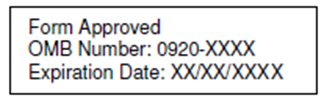 Form Approved
OMB Number: 0920-XXXX
Expiration Date: XX/XX/XXXX